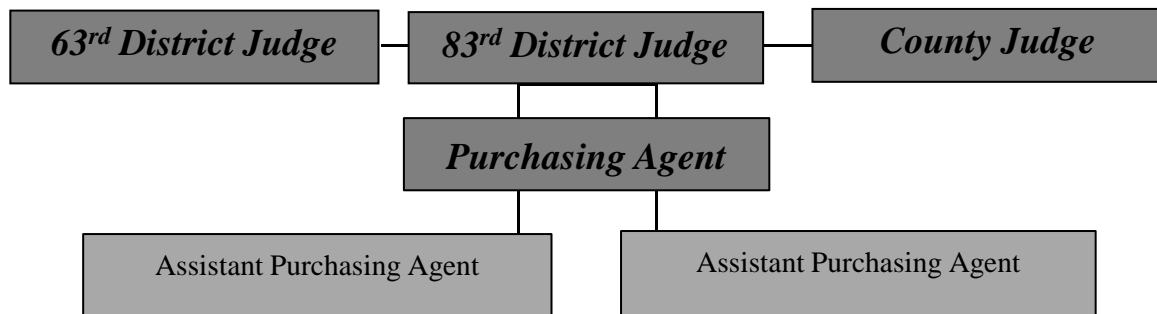 63rd District Judge
83rd District Judge
County Judge
Purchasing Agent
Assistant Purchasing Agent
Assistant Purchasing Agent